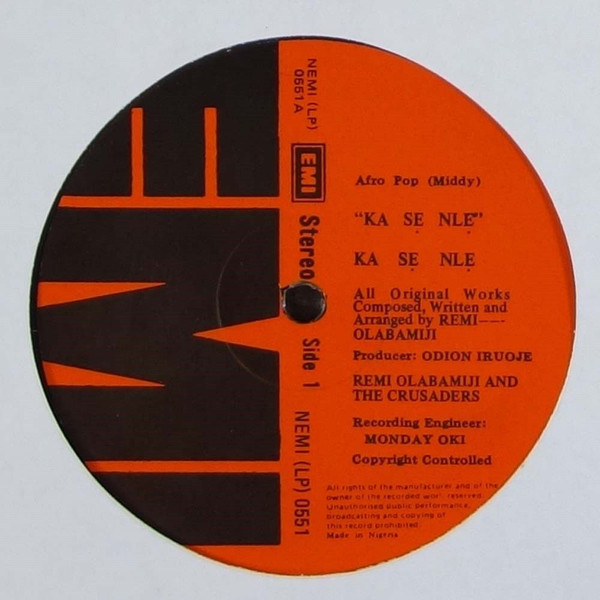 NEMI (LP)
0551 A
EMI
Stereo
Side 1
NEMI (LP) 0551
EMI
Afro Pop (Middy)
“KA SẸ NLẸ”
KA SẸ NLẸ
All Original Works
Composed, Written and
Arranged by REMI----
OLABAMIJI
Producer: ODION IRUOJE
REMI OLABAMIJI AND
THE CRUSADERS
Recording Engineer:
MONDAY OKI
Copyright Controlled
All rights of the manufacturer and of the
owner of the recorded work reserved.
Unauthorised public performance,
broadcasting and copying of
this record prohibited.
Made in Nigeria